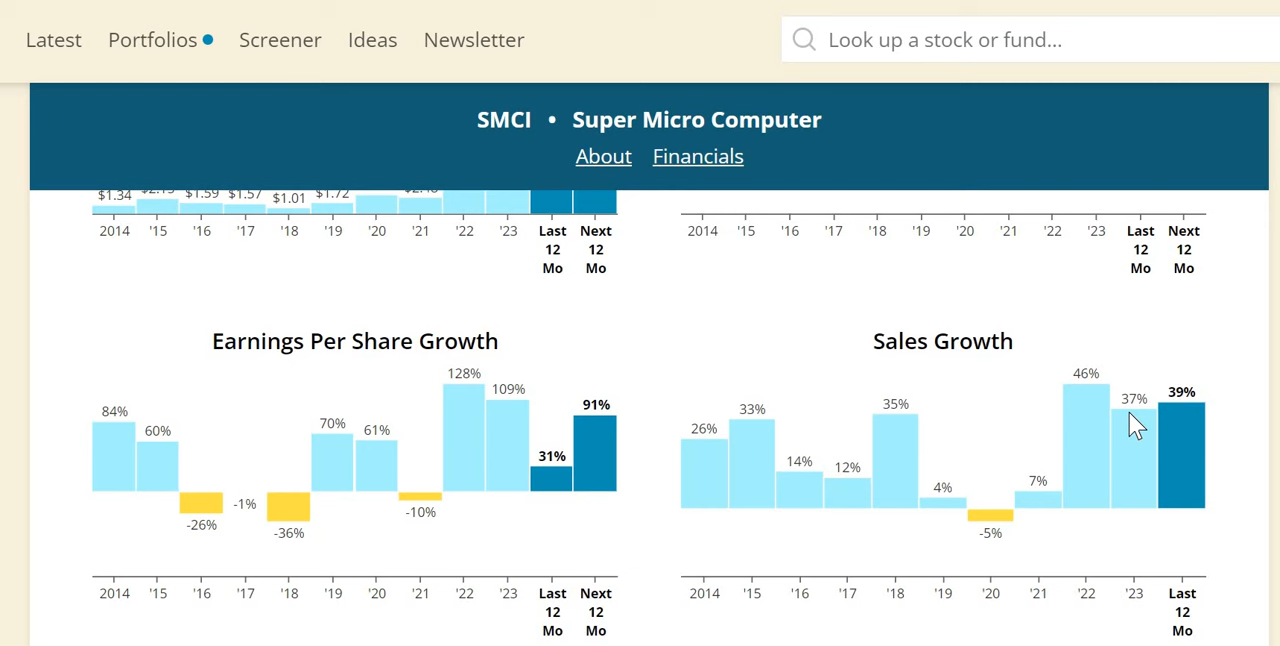 Latest Portfolios Screener Ideas Newsletter Look up a stock or fund...
SMCI • Super Micro Computer
About Financials
$1.34 $1.59 $1.57 $1.01 $1.72
2014 '15 '16 '17 '18 '19 '20 '21 '22 '23 Last 12 Mo Next 12 Mo
2014 '15 '16 '17 '18 '19 '20 '21 '22 '23 Last 12 Mo Next 12 Mo
Earnings Per Share Growth
84% 60% -26% -1% -36% 70% 61% -10% 128% 109% 31% 91%
2014 '15 '16 '17 '18 '19 '20 '21 '22 '23 Last 12 Mo Next 12 Mo
Sales Growth
26% 33% 14% 12% 35% 4% -5% 7% 46% 37% 39%
2014 '15 '16 '17 '18 '19 '20 '21 '22 '23 Last 12 Mo